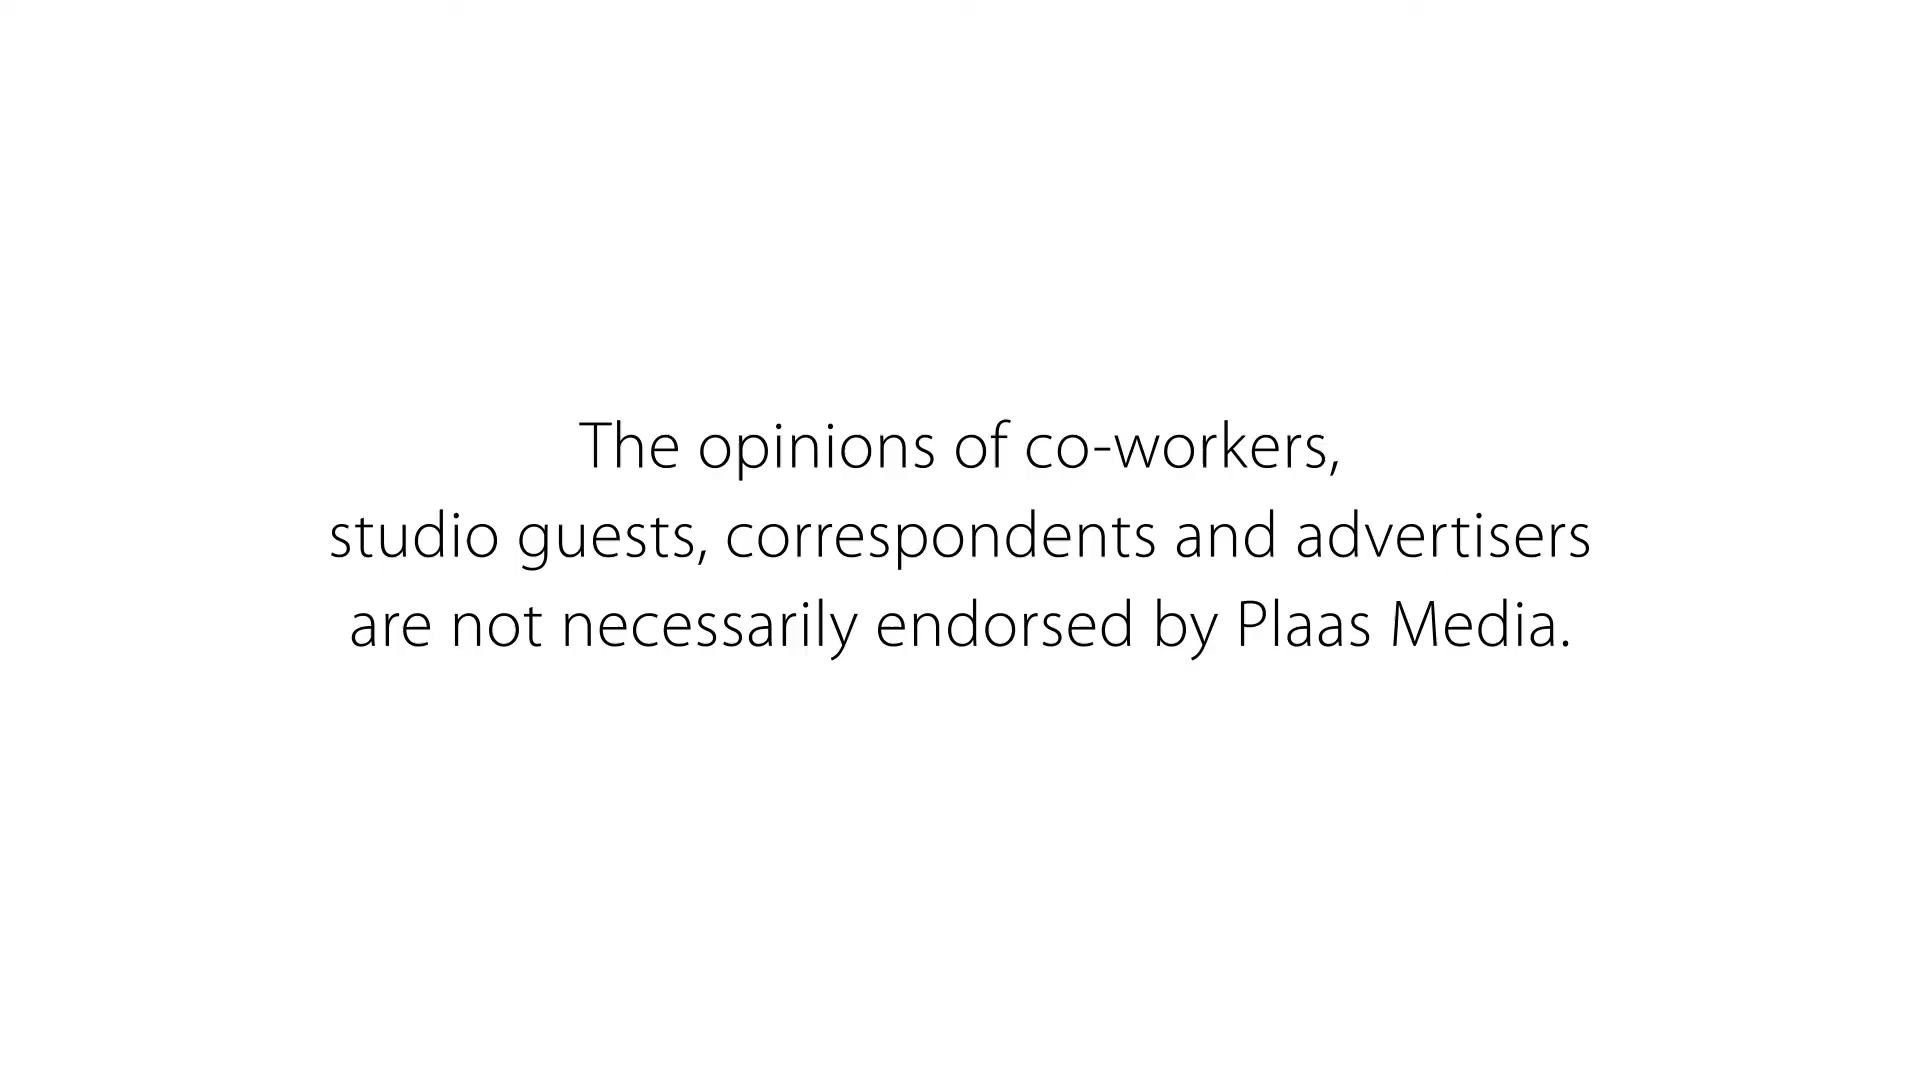 The opinions of co-workers,
studio guests, correspondents and advertisers
are not necessarily endorsed by Plaas Media.